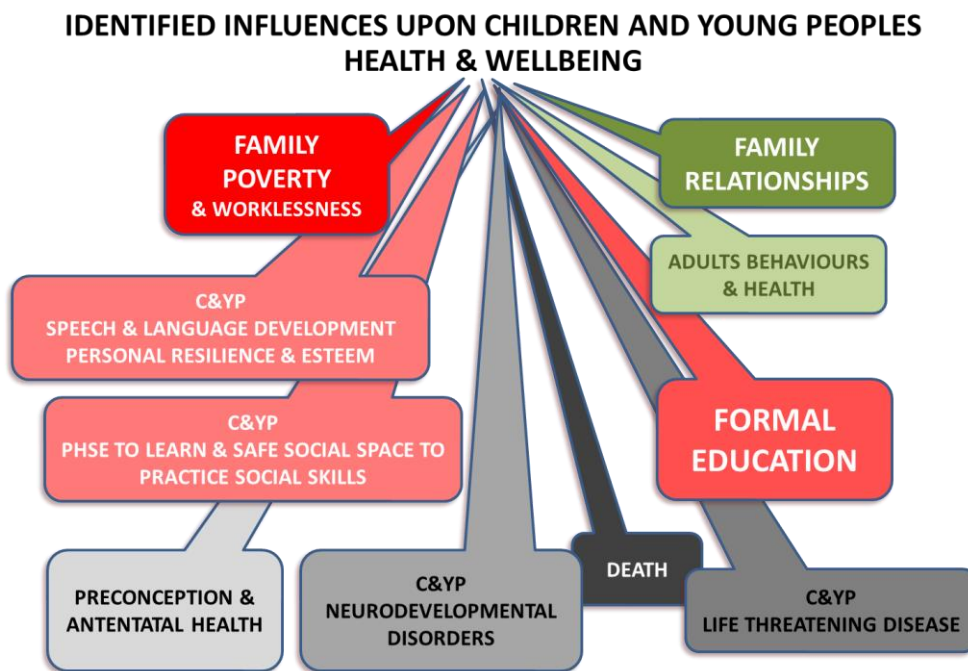 IDENTIFIED INFLUENCES UPON CHILDREN AND YOUNG PEOPLES
HEALTH & WELLBEING
FAMILY
POVERTY
& WORKLESSNESS
FAMILY
RELATIONSHIPS
ADULTS BEHAVIOURS
& HEALTH
C&YP
SPEECH & LANGUAGE DEVELOPMENT
PERSONAL RESILIENCE & ESTEEM
C&YP
PHSE TO LEARN & SAFE SOCIAL SPACE TO
PRACTICE SOCIAL SKILLS
FORMAL
EDUCATION
PRECONCEPTION &
ANTENTATAL HEALTH
C&YP
NEURODEVELOPMENTAL
DISORDERS
DEATH
C&YP
LIFE THREATENING DISEASE